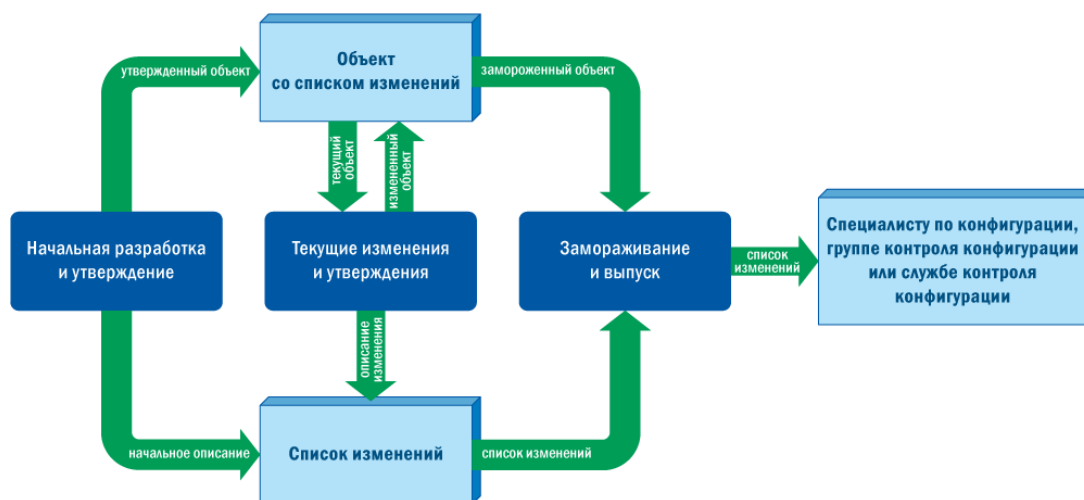 Объект
со списком изменений
утвержденный объект
замороженный объект
текущий
объект
измененный
объект
Начальная разработка
и утверждение
Текущие изменения
и утверждения
Замораживание
и выпуск
список
изменений
Специалисту по конфигурации,
группе контроля конфигурации
или службе контроля
конфигурации
описание
изменения
начальное описание
Список изменений
список изменений